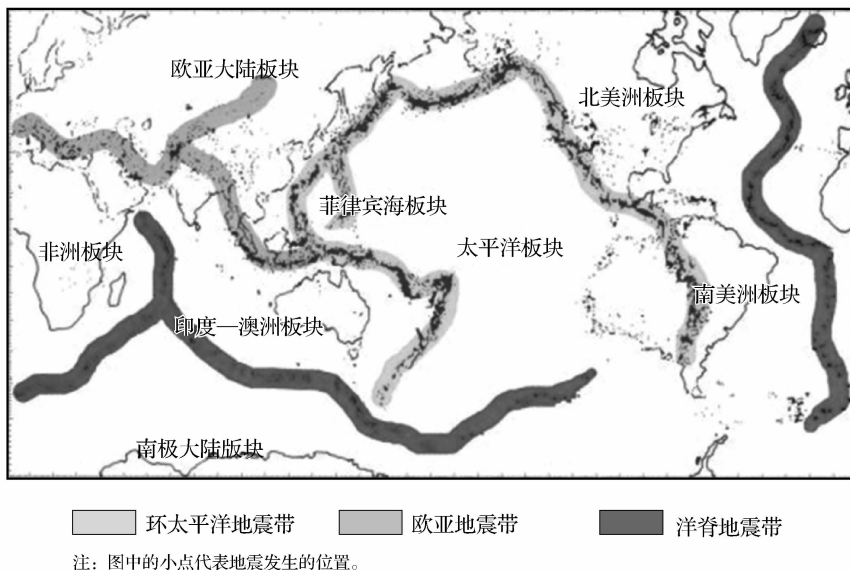 欧亚大陆板块
北美洲板块
菲律宾海板块
太平洋板块
非洲板块
南美洲板块
印度—澳洲板块
南极大陆版块
环太平洋地震带
欧亚地震带
洋脊地震带
注：图中的小点代表地震发生的位置。